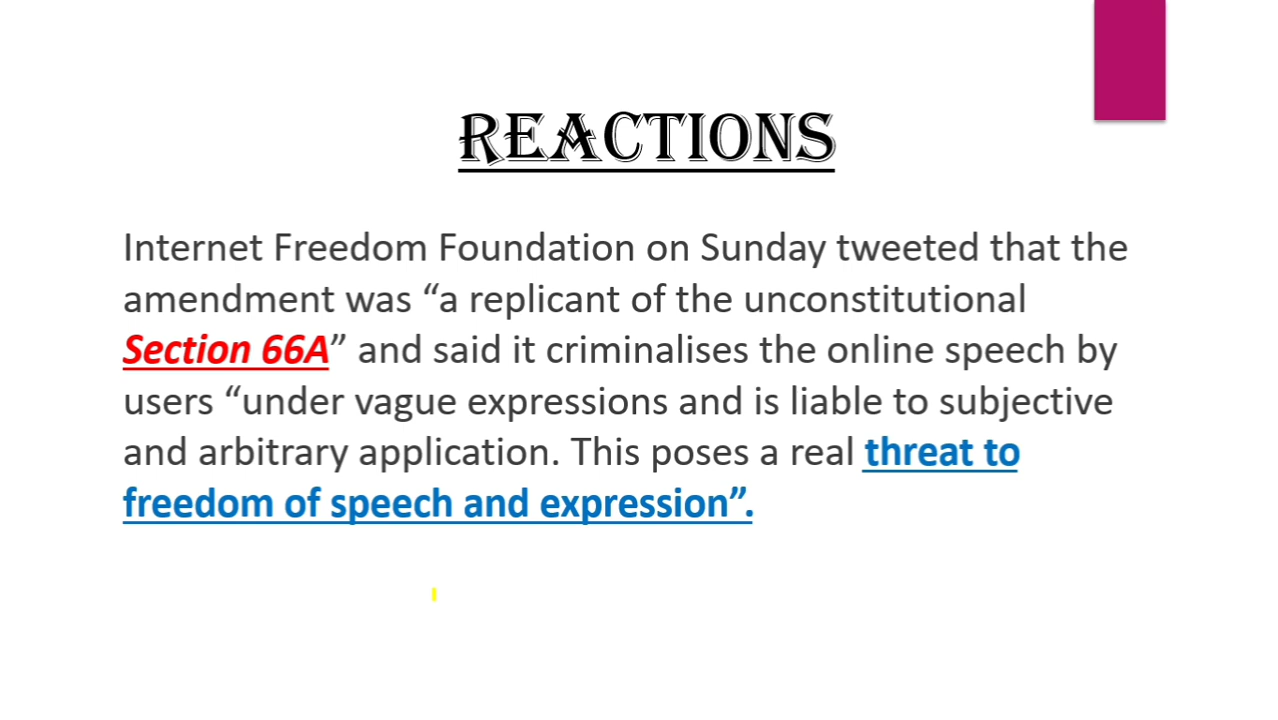 REACTIONS
Internet Freedom Foundation on Sunday tweeted that the
amendment was “a replicant of the unconstitutional
Section 66A” and said it criminalises the online speech by
users “under vague expressions and is liable to subjective
and arbitrary application. This poses a real threat to
freedom of speech and expression”.